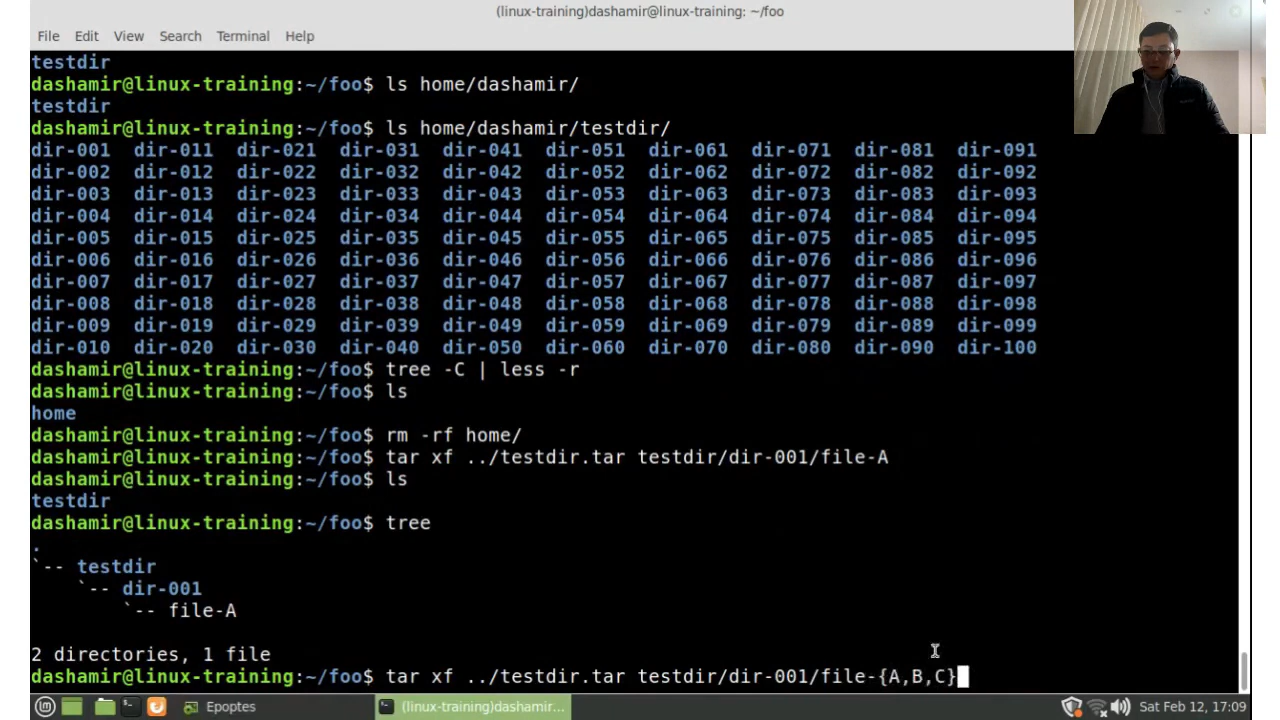 (linux-training)dashamir@linux-training: ~/foo
File Edit View Search Terminal Help
testdir
dashamir@linux-training:~/foo$ ls home/dashamir/
testdir
dashamir@linux-training:~/foo$ ls home/dashamir/testdir/
dir-001 dir-011 dir-021 dir-031 dir-041 dir-051 dir-061 dir-071 dir-081 dir-091
dir-002 dir-012 dir-022 dir-032 dir-042 dir-052 dir-062 dir-072 dir-082 dir-092
dir-003 dir-013 dir-023 dir-033 dir-043 dir-053 dir-063 dir-073 dir-083 dir-093
dir-004 dir-014 dir-024 dir-034 dir-044 dir-054 dir-064 dir-074 dir-084 dir-094
dir-005 dir-015 dir-025 dir-035 dir-045 dir-055 dir-065 dir-075 dir-085 dir-095
dir-006 dir-016 dir-026 dir-036 dir-046 dir-056 dir-066 dir-076 dir-086 dir-096
dir-007 dir-017 dir-027 dir-037 dir-047 dir-057 dir-067 dir-077 dir-087 dir-097
dir-008 dir-018 dir-028 dir-038 dir-048 dir-058 dir-068 dir-078 dir-088 dir-098
dir-009 dir-019 dir-029 dir-039 dir-049 dir-059 dir-069 dir-079 dir-089 dir-099
dir-010 dir-020 dir-030 dir-040 dir-050 dir-060 dir-070 dir-080 dir-090 dir-100
dashamir@linux-training:~/foo$ tree -C | less -r
dashamir@linux-training:~/foo$ ls
home
dashamir@linux-training:~/foo$ rm -rf home/
dashamir@linux-training:~/foo$ tar xf ../testdir.tar testdir/dir-001/file-A
dashamir@linux-training:~/foo$ ls
testdir
dashamir@linux-training:~/foo$ tree
.
`-- testdir
    `-- dir-001
        `-- file-A
2 directories, 1 file
dashamir@linux-training:~/foo$ tar xf ../testdir.tar testdir/dir-001/file-{A,B,C}
Epoptes (linux-training)dashamir... Sat Feb 12, 17:09